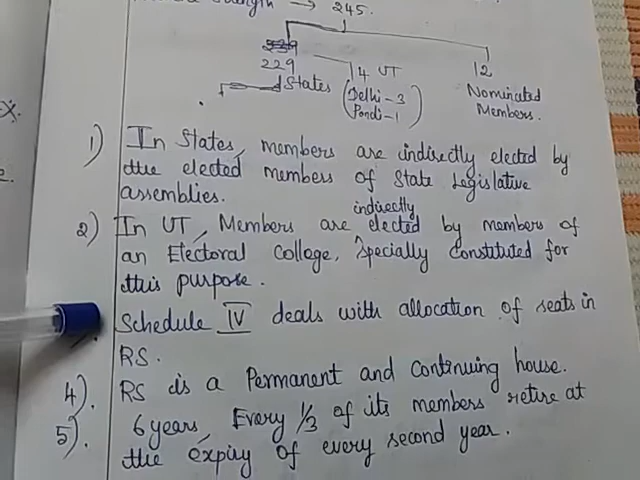 Strength → 245.
229
229 States
4 UT
(Delhi - 3
Pondi - 1)
12
Nominated
Members.
1) In States, members are indirectly elected by
the elected members of State Legislative
assemblies.
indirectly
2) In UT, Members are elected by members of
an Electoral College, specially constituted for
this purpose.
Schedule IV deals with allocation of seats in
RS.
4). RS is a Permanent and continuing house.
5). 6 years, Every 1/3 of its members retire at
the expiry of every second year.